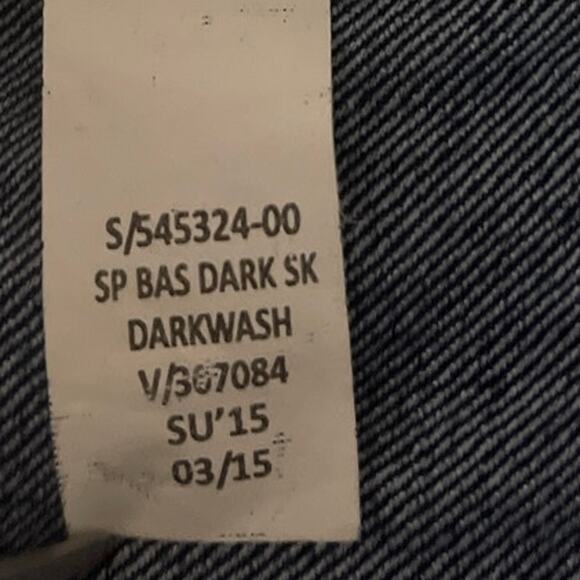 S/545324-00
SP BAS DARK SK
DARKWASH
V/367084
SU'15
03/15